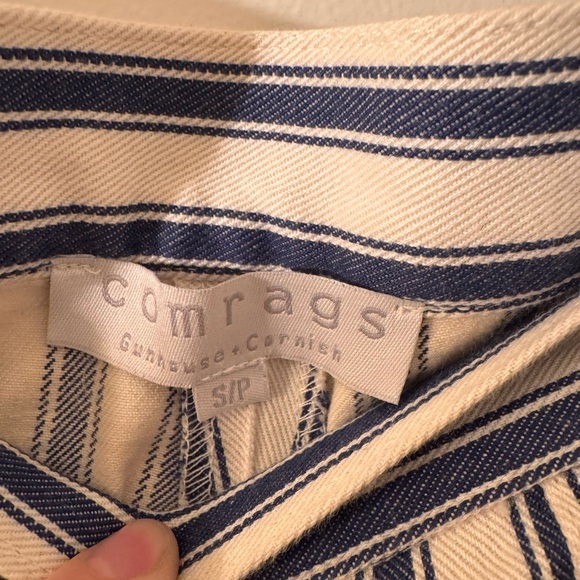 comrags
Gunhouse + Cornish
S/P